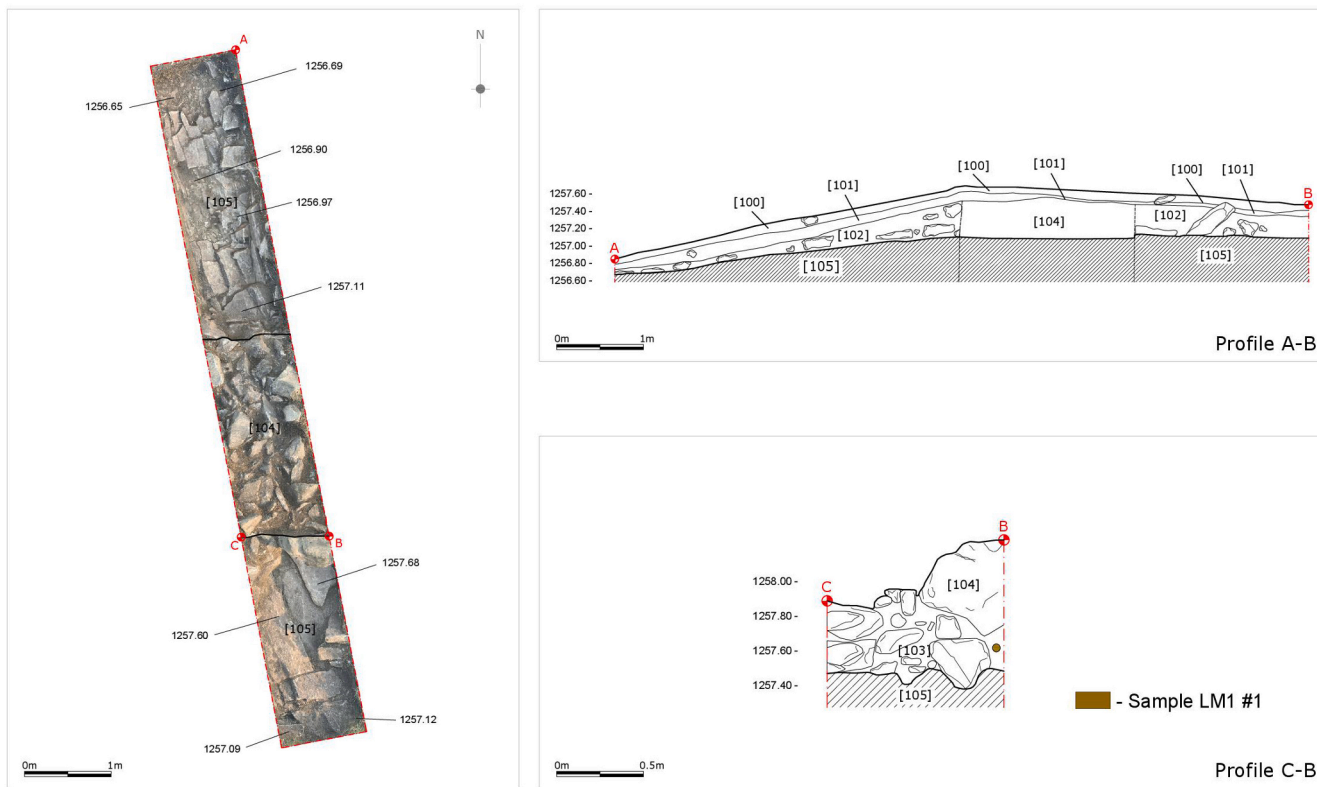 A
N
1256.69
1256.65
1256.90
[105]
1256.97
1257.11
[104]
C
B
1257.68
1257.60
[105]
1257.12
1257.09
0m 1m
[100] [101] [100] [101]
[100] [101] B
1257.60 -
1257.40 -
1257.20 -
1257.00 -
1256.80 -
1256.60 -
A
[102] [104] [102]
[105] [105]
0m 1m
Profile A-B
B
1258.00 -
1257.80 -
1257.60 -
1257.40 -
C
[104]
[103]
[105]
- Sample LM1 #1
0m 0.5m
Profile C-B